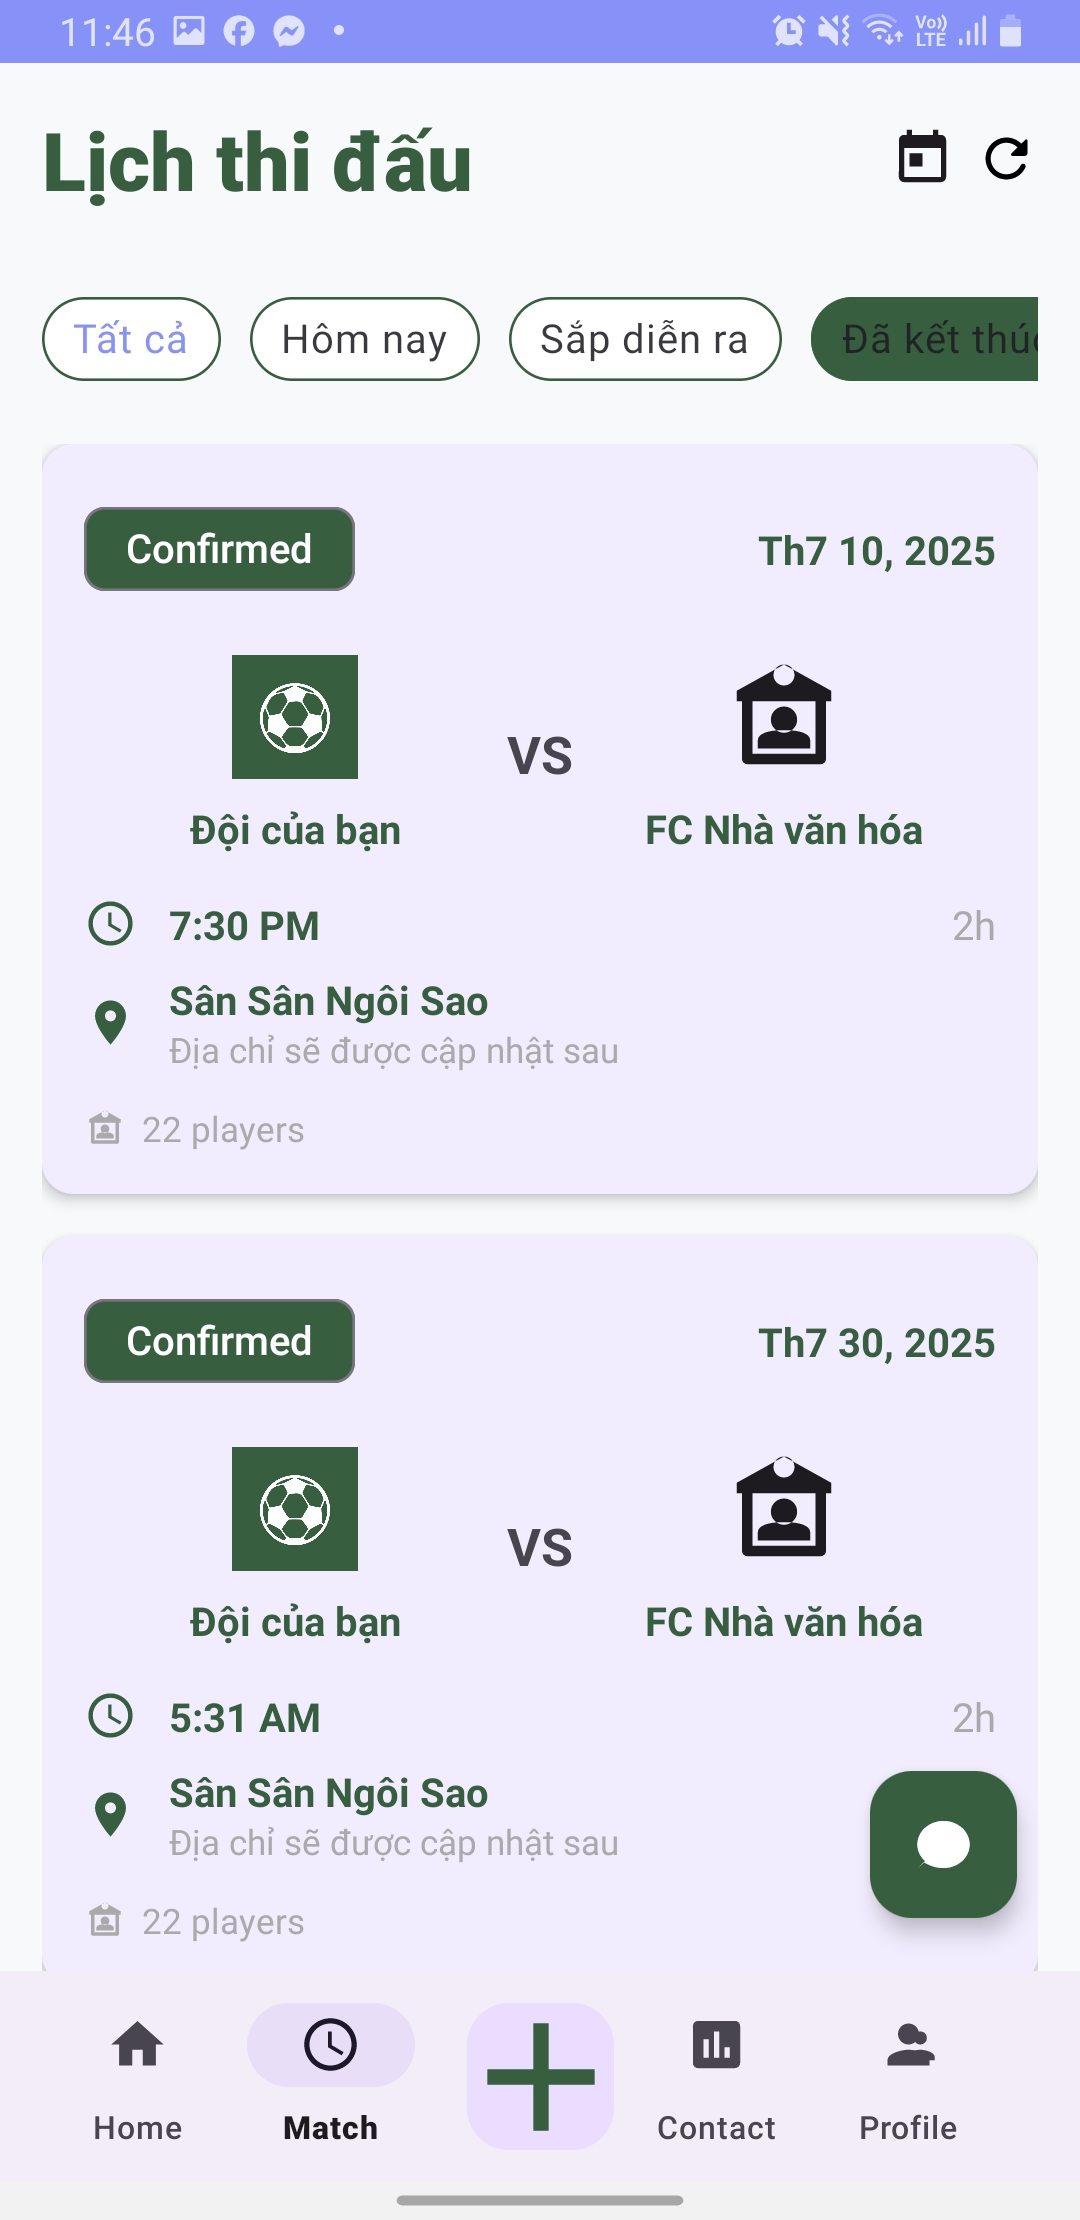 11:46
Vo)) LTE
Lịch thi đấu
Tất cả
Hôm nay
Sắp diễn ra
Đã kết thúc
Confirmed
Th7 10, 2025
VS
Đội của bạn
FC Nhà văn hóa
7:30 PM
2h
Sân Sân Ngôi Sao
Địa chỉ sẽ được cập nhật sau
22 players
Confirmed
Th7 30, 2025
VS
Đội của bạn
FC Nhà văn hóa
5:31 AM
2h
Sân Sân Ngôi Sao
Địa chỉ sẽ được cập nhật sau
22 players
Home
Match
Contact
Profile